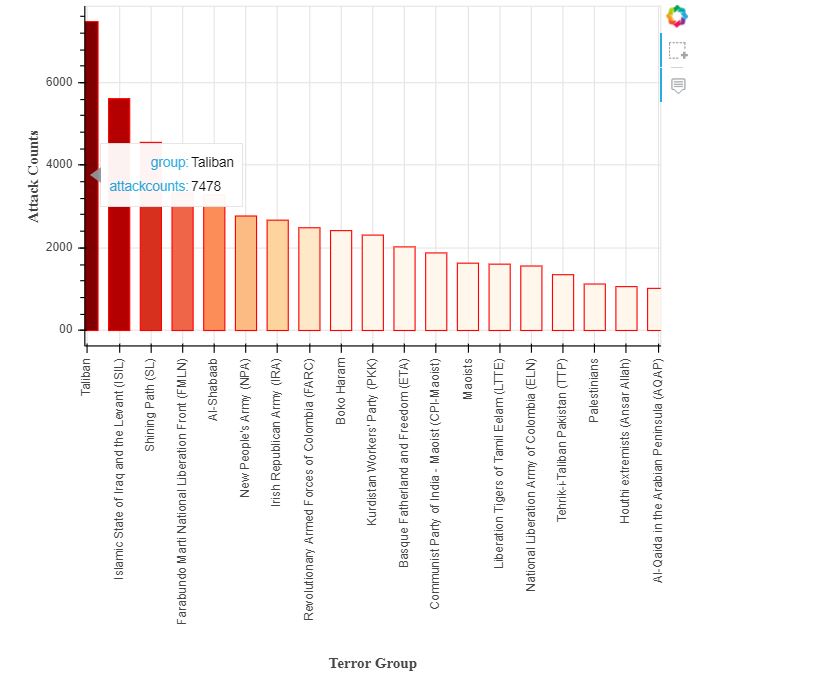 6000
4000
2000
00
Attack Counts
group: Taliban
attackcounts: 7478
Taliban
Islamic State of Iraq and the Levant (ISIL)
Shining Path (SL)
Farabundo Marti National Liberation Front (FMLN)
Al-Shabaab
New People's Army (NPA)
Irish Republican Army (IRA)
Revolutionary Armed Forces of Colombia (FARC)
Boko Haram
Kurdistan Workers' Party (PKK)
Basque Fatherland and Freedom (ETA)
Communist Party of India - Maoist (CPI-Maoist)
Maoists
Liberation Tigers of Tamil Eelam (LTTE)
National Liberation Army of Colombia (ELN)
Tehrik-i-Taliban Pakistan (TTP)
Palestinians
Houthi extremists (Ansar Allah)
Al-Qaida in the Arabian Peninsula (AQAP)
Terror Group